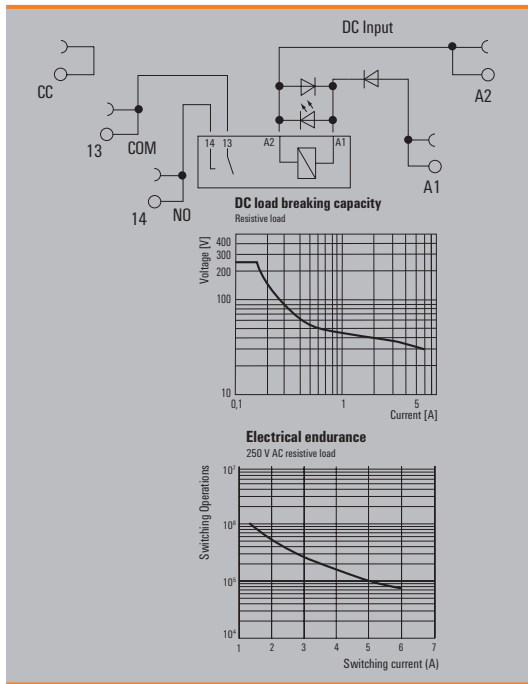 DC Input
CC
A2
13 COM
14 13 A2 A1
A1
14 NO
DC load breaking capacity
Resistive load
Voltage [V]
400
300
200
100
10
0,1 1 5
Current [A]
Electrical endurance
250 V AC resistive load
Switching Operations
10⁷
10⁶
10⁵
10⁴
1 2 3 4 5 6 7
Switching current (A)